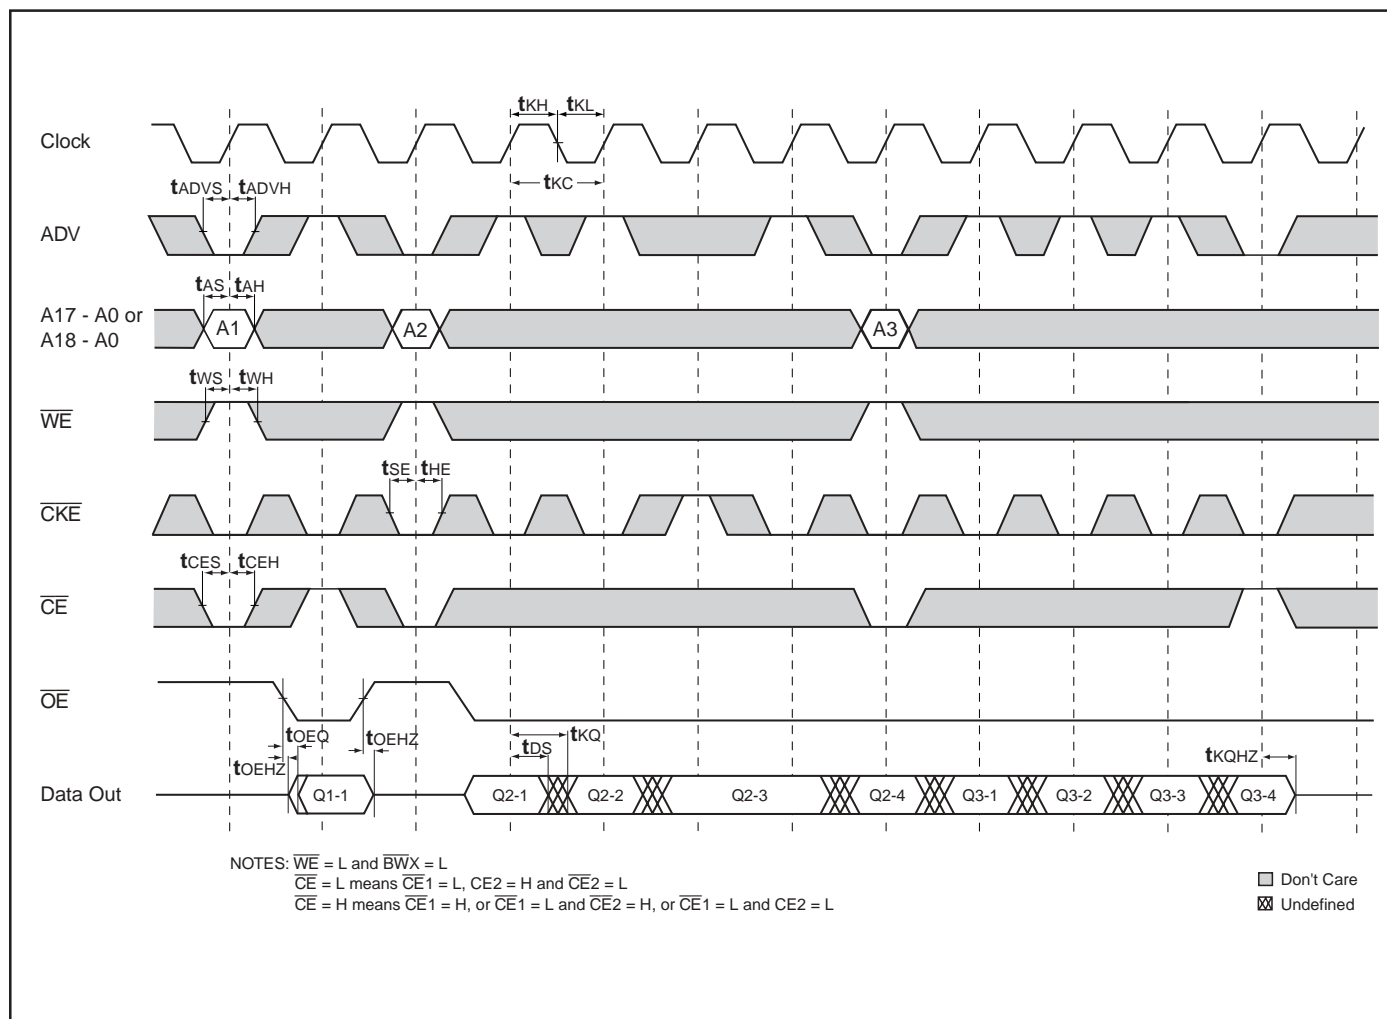 tKH tKL
Clock
tKC
tADVS tADVH
ADV
tAS tAH
A17 - A0 or
A18 - A0
A1 A2 A3
tWS tWH
WE
tSE tHE
CKE
tCES tCEH
CE
OE
tOEQ tOEHZ tKQ
tDS
tOEHZ tKQHZ
Data Out Q1-1 Q2-1 Q2-2 Q2-3 Q2-4 Q3-1 Q3-2 Q3-3 Q3-4
NOTES: WE = L and BWX = L
CE = L means CE1 = L, CE2 = H and CE2 = L
CE = H means CE1 = H, or CE1 = L and CE2 = H, or CE1 = L and CE2 = L
Don't Care
Undefined